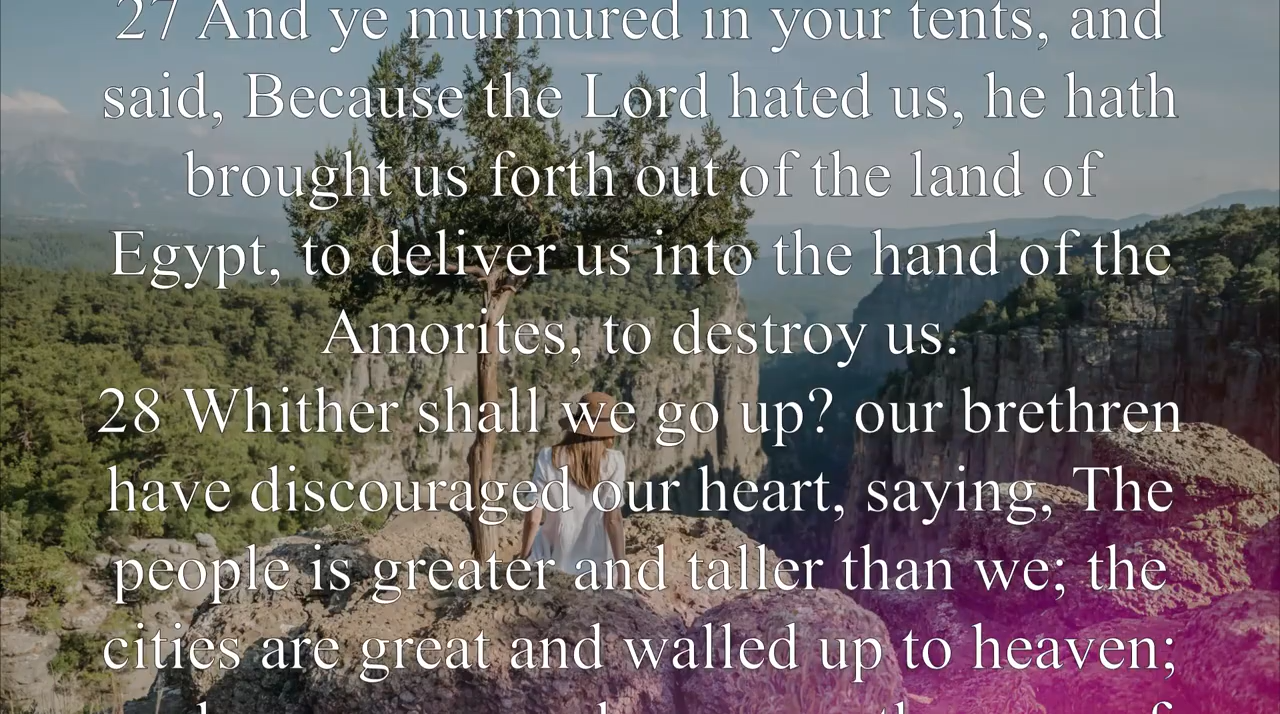 27 And ye murmured in your tents, and
said, Because the Lord hated us, he hath
brought us forth out of the land of
Egypt, to deliver us into the hand of the
Amorites, to destroy us.
28 Whither shall we go up? our brethren
have discouraged our heart, saying, The
people is greater and taller than we; the
cities are great and walled up to heaven;